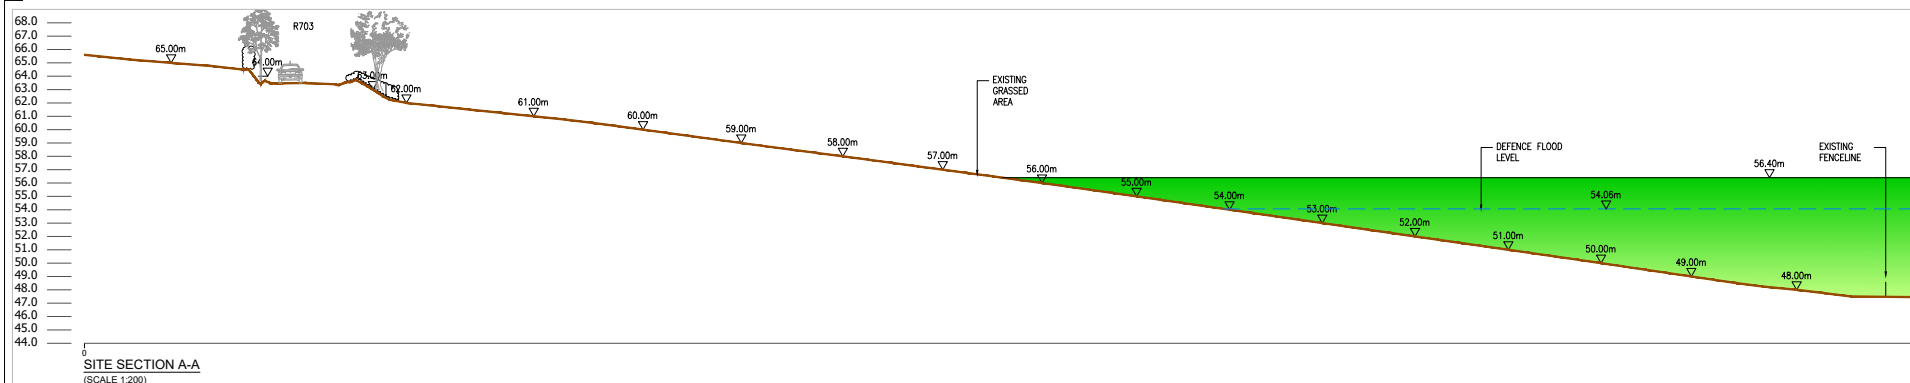 68.0
67.0
66.0
65.0
64.0
63.0
62.0
61.0
60.0
59.0
58.0
57.0
56.0
55.0
54.0
53.0
52.0
51.0
50.0
49.0
48.0
47.0
46.0
45.0
44.0
65.00m
R703
64.00m
63.00m
62.00m
61.00m
60.00m
59.00m
58.00m
57.00m
EXISTING
GRASSED
AREA
56.00m
55.00m
54.00m
53.00m
52.00m
DEFENCE FLOOD
LEVEL
51.00m
54.06m
50.00m
49.00m
56.40m
48.00m
EXISTING
FENCELINE
0
SITE SECTION A-A
(SCALE 1:200)